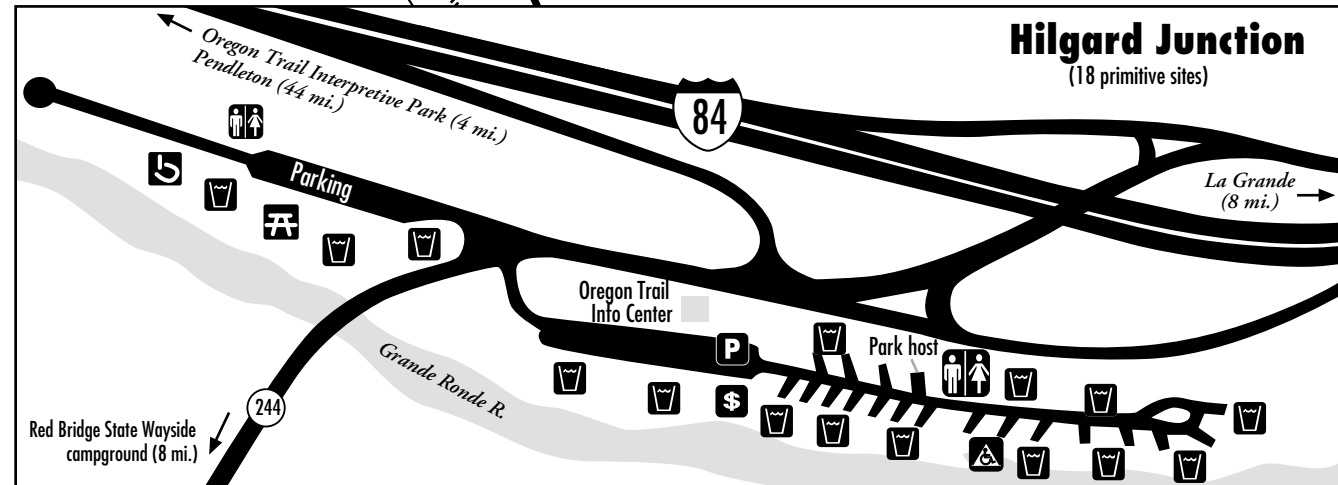 Hilgard Junction
(18 primitive sites)
Oregon Trail Interpretive Park (4 mi.)
Pendleton (44 mi.)
84
La Grande
(8 mi.)
Parking
Oregon Trail
Info Center
P
Park host
$
Grande Ronde R.
244
Red Bridge State Wayside
campground (8 mi.)